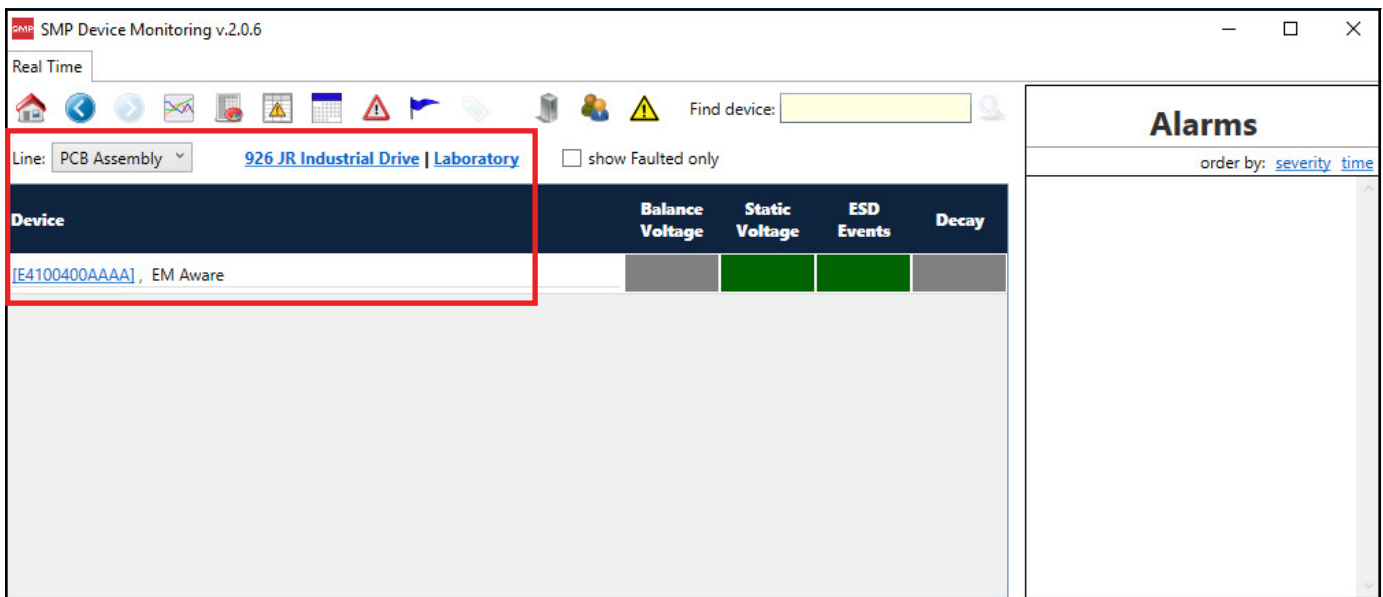 SMP SMP Device Monitoring v.2.0.6
Real Time
Find device:
Line: PCB Assembly 926 JR Industrial Drive | Laboratory show Faulted only
Device Balance Voltage Static Voltage ESD Events Decay
[E4100400AAAA] , EM Aware
Alarms
order by: severity time